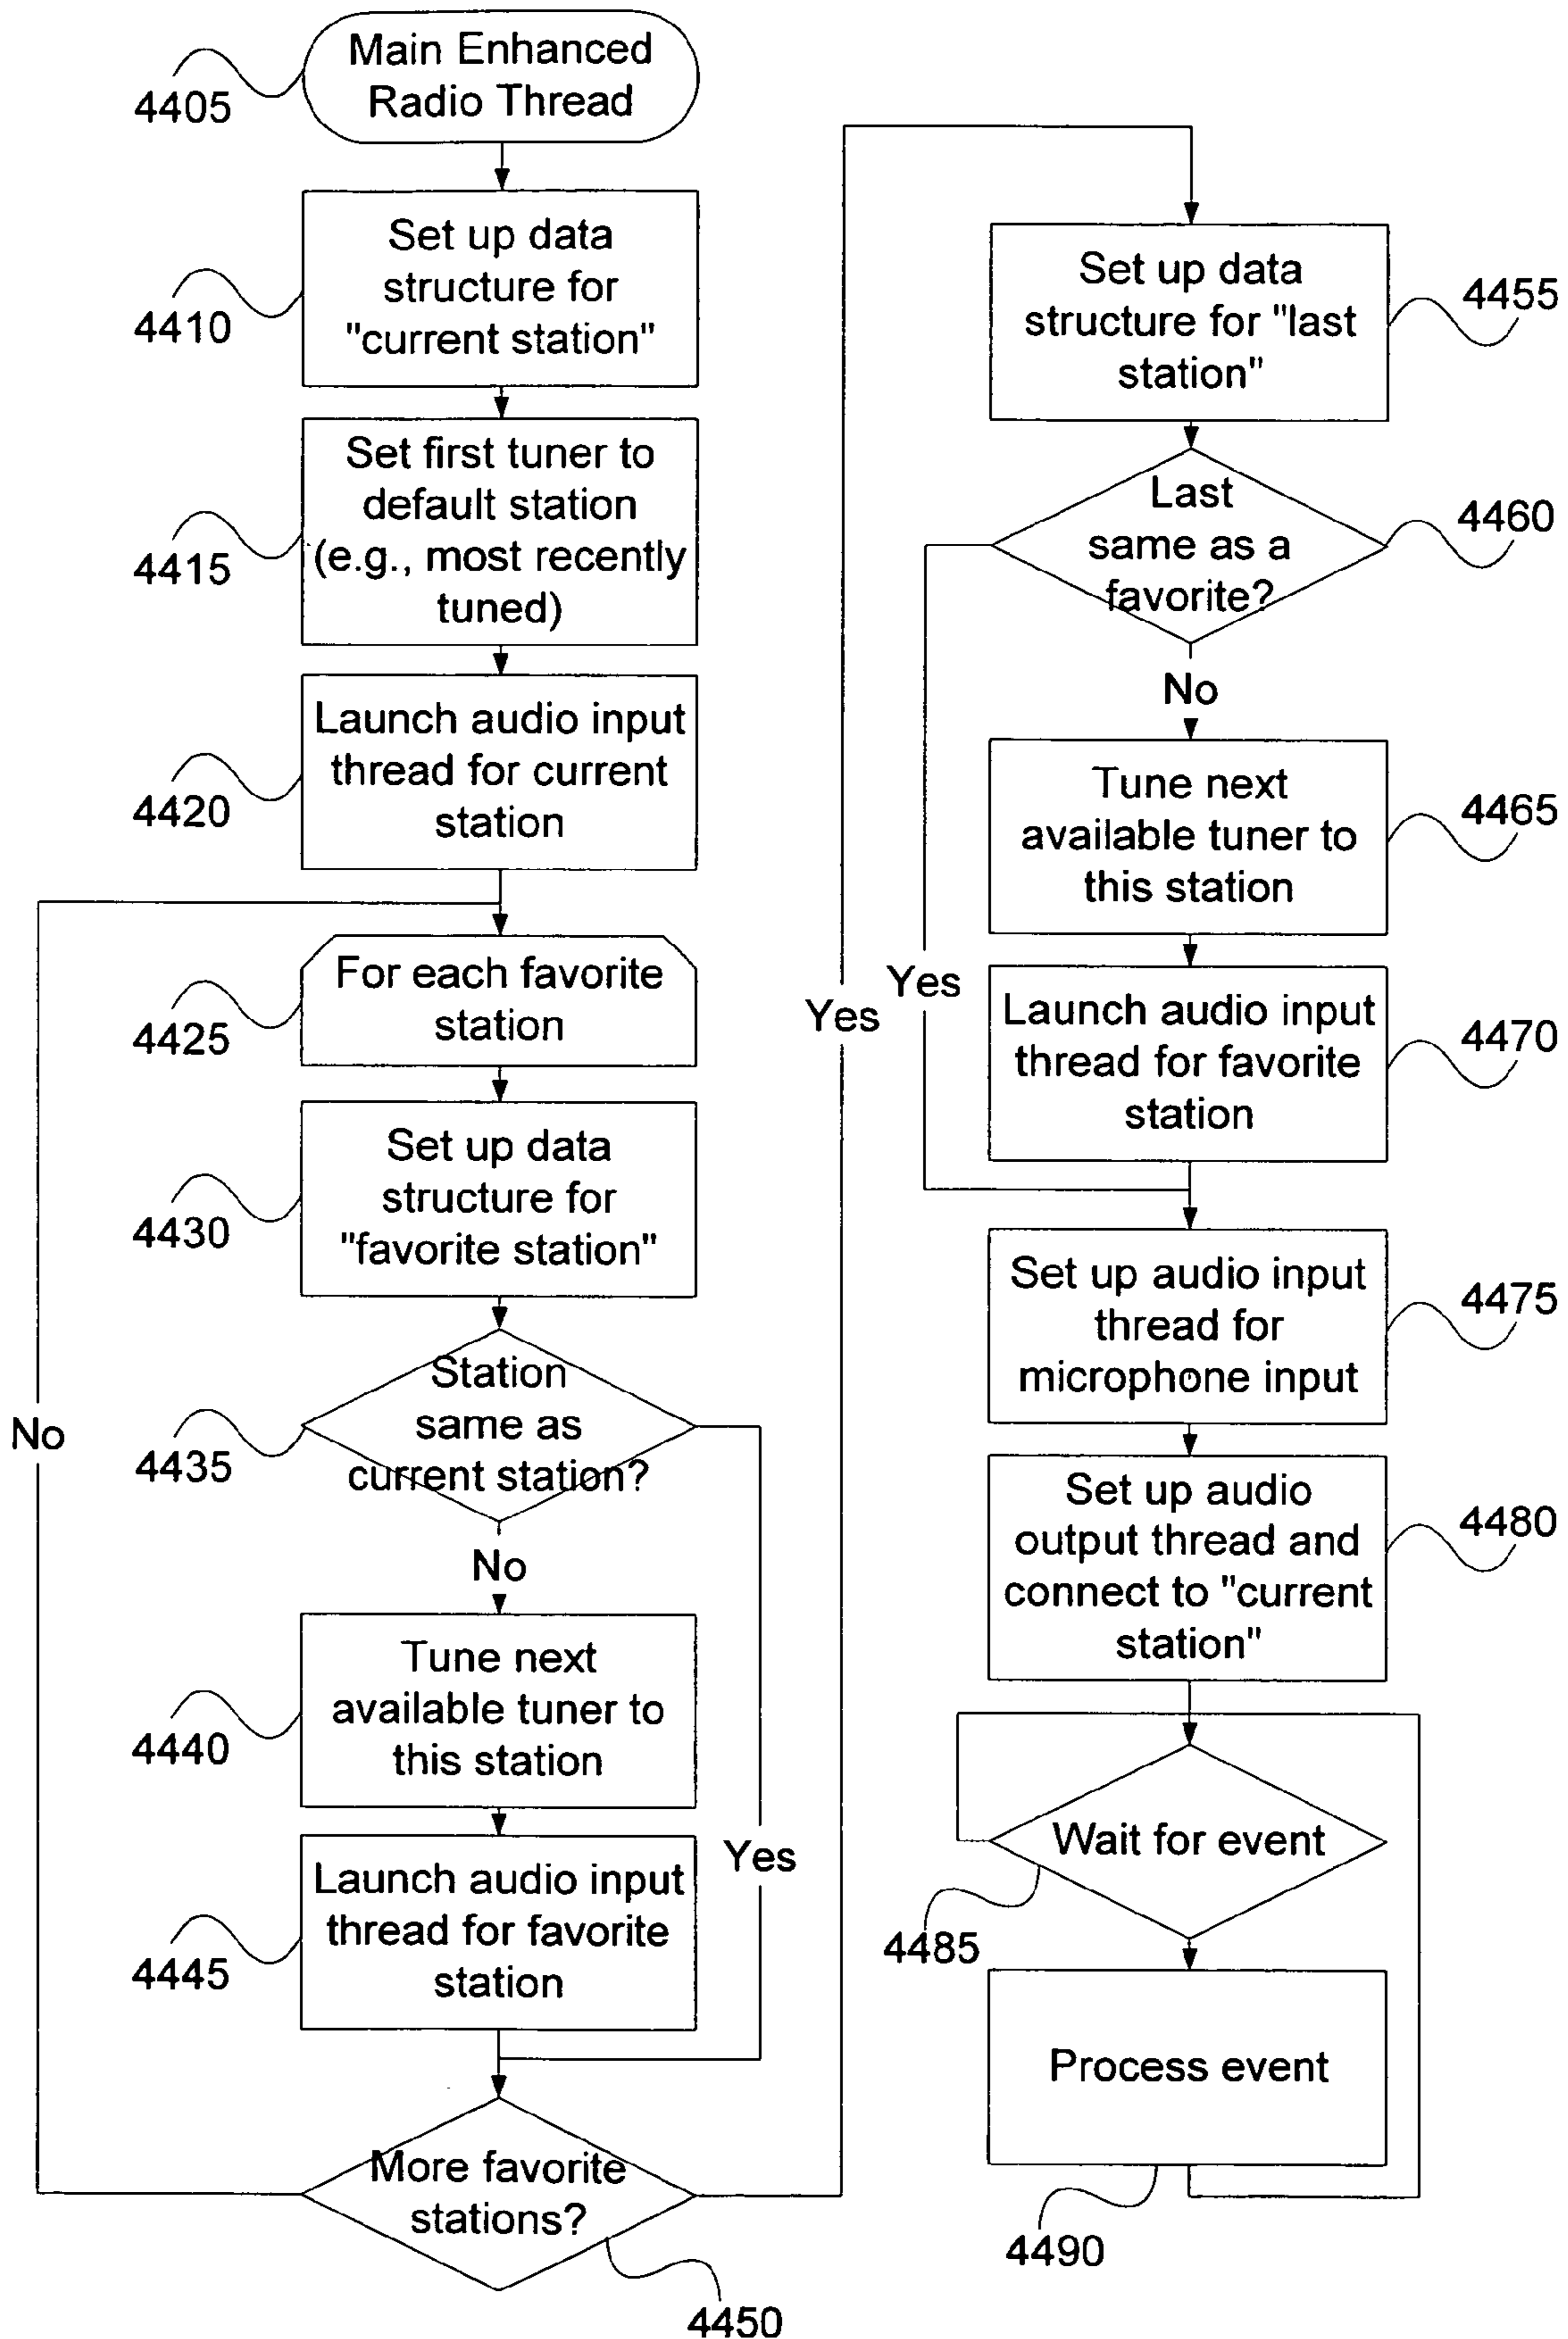 Main Enhanced
Radio Thread
4405
Set up data
structure for
"current station"
4410
Set first tuner to
default station
(e.g., most recently
tuned)
4415
Launch audio input
thread for current
station
4420
For each favorite
station
4425
Set up data
structure for
"favorite station"
4430
Station
same as
current station?
4435
No
No
Tune next
available tuner to
this station
4440
Yes
Launch audio input
thread for favorite
station
4445
More favorite
stations?
4450
Yes
Set up data
structure for "last
station"
4455
Last
same as a
favorite?
4460
No
Yes
Tune next
available tuner to
this station
4465
Launch audio input
thread for favorite
station
4470
Set up audio input
thread for
microphone input
4475
Set up audio
output thread and
connect to "current
station"
4480
Wait for event
4485
Process event
4490